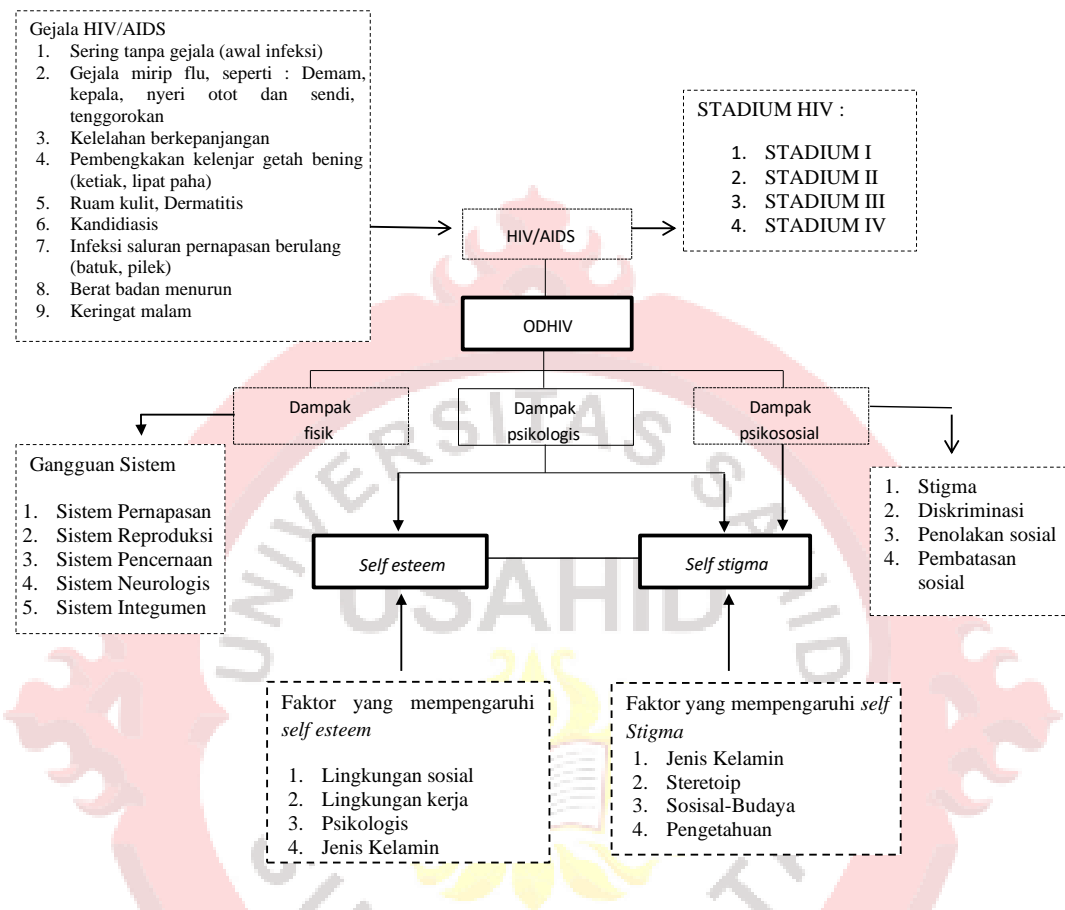 Gejala HIV/AIDS
1. Sering tanpa gejala (awal infeksi)
2. Gejala mirip flu, seperti : Demam,
kepala, nyeri otot dan sendi,
tenggorokan
3. Kelelahan berkepanjangan
4. Pembengkakan kelenjar getah bening
(ketiak, lipat paha)
5. Ruam kulit, Dermatitis
6. Kandidiasis
7. Infeksi saluran pernapasan berulang
(batuk, pilek)
8. Berat badan menurun
9. Keringat malam
STADIUM HIV :
1. STADIUM I
2. STADIUM II
3. STADIUM III
4. STADIUM IV
HIV/AIDS
ODHIV
Dampak
fisik
Dampak
psikologis
Dampak
psikososial
Gangguan Sistem
1. Sistem Pernapasan
2. Sistem Reproduksi
3. Sistem Pencernaan
4. Sistem Neurologis
5. Sistem Integumen
1. Stigma
2. Diskriminasi
3. Penolakan sosial
4. Pembatasan
sosial
Self esteem
Self stigma
Faktor yang mempengaruhi
self esteem
1. Lingkungan sosial
2. Lingkungan kerja
3. Psikologis
4. Jenis Kelamin
Faktor yang mempengaruhi self
Stigma
1. Jenis Kelamin
2. Steretoip
3. Sosisal-Budaya
4. Pengetahuan
UNIVERSITAS SAHID
USAHID